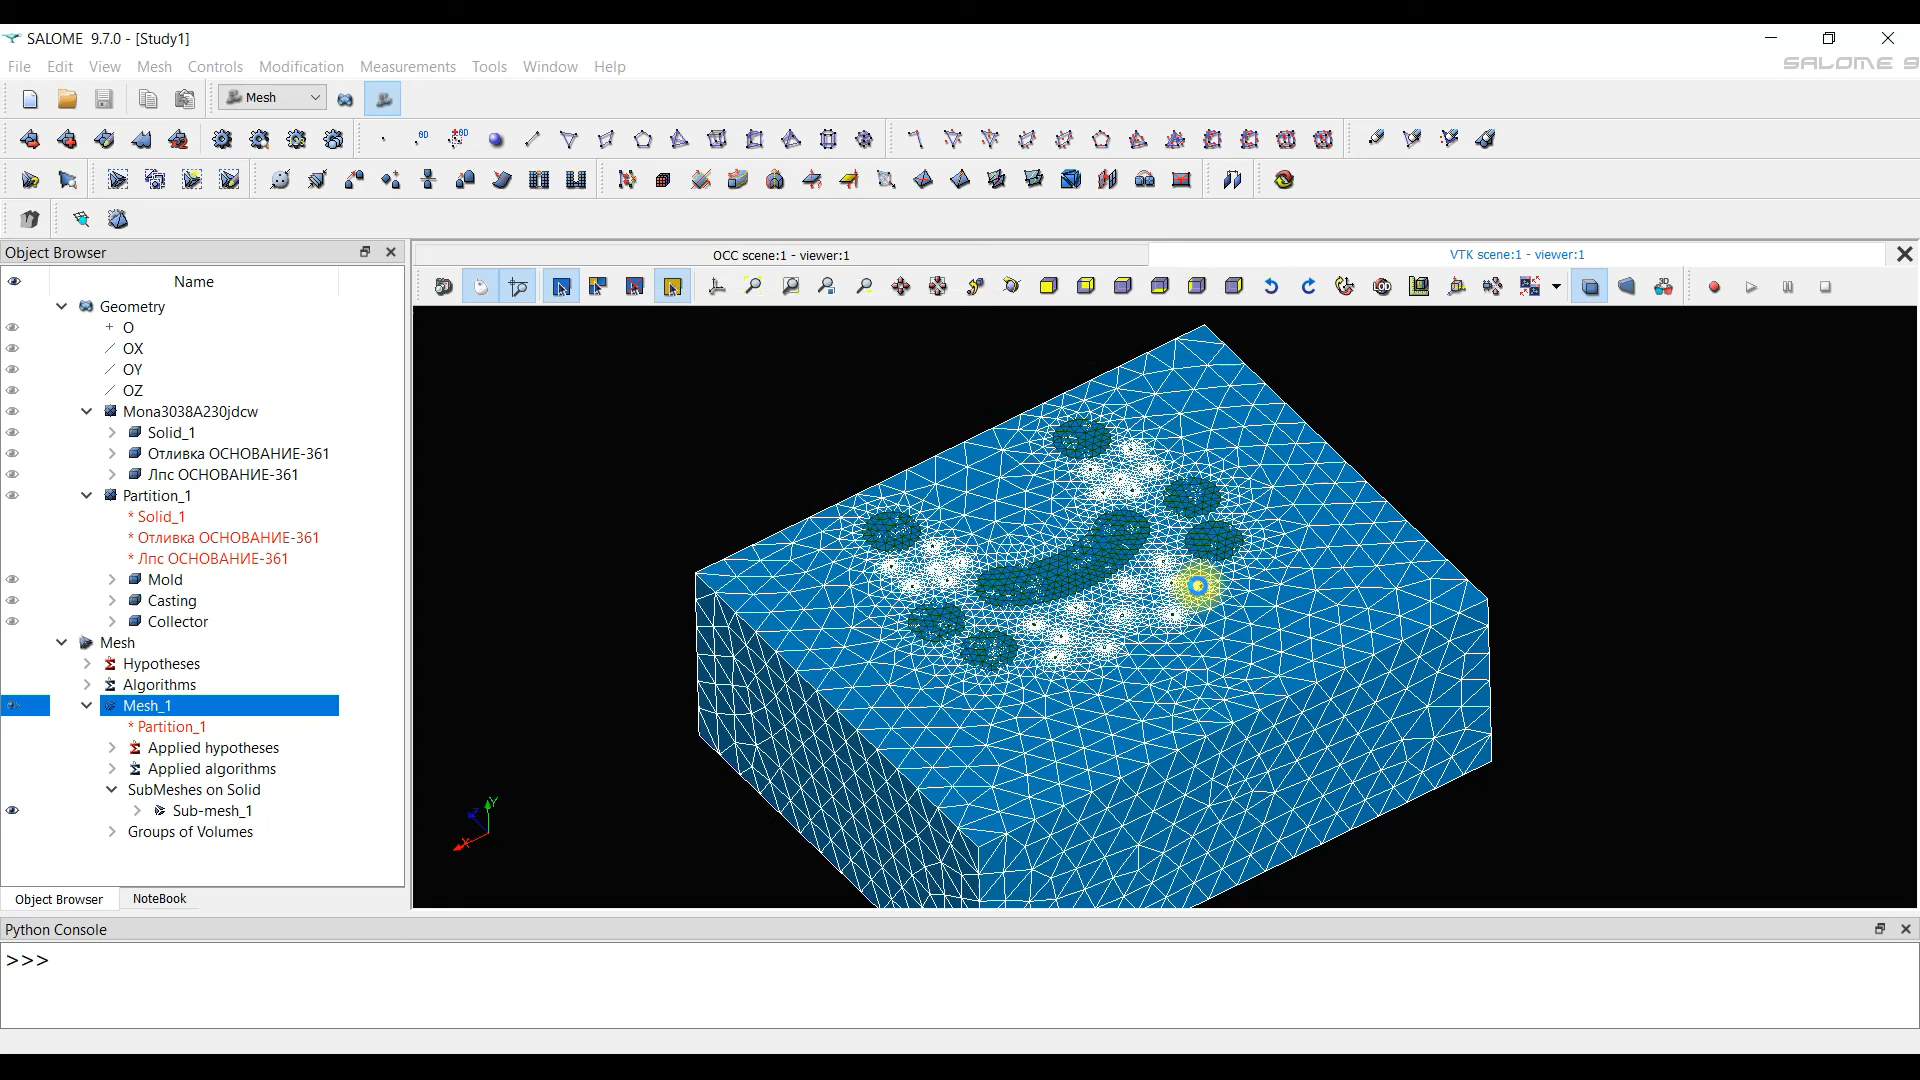 SALOME 9.7.0 - [Study1]
File Edit View Mesh Controls Modification Measurements Tools Window Help
SALOME 9
Mesh
0D
0D
Object Browser
OCC scene:1 - viewer:1
VTK scene:1 - viewer:1
Name
LOD
Geometry
O
OX
OY
OZ
Mona3038A230jdcw
Solid_1
Отливка ОСНОВАНИЕ-361
Лпс ОСНОВАНИЕ-361
Partition_1
* Solid_1
* Отливка ОСНОВАНИЕ-361
* Лпс ОСНОВАНИЕ-361
Mold
Casting
Collector
Mesh
Hypotheses
Algorithms
Mesh_1
* Partition_1
Applied hypotheses
Applied algorithms
SubMeshes on Solid
Sub-mesh_1
Groups of Volumes
Y
Z
X
Object Browser
NoteBook
Python Console
>>>